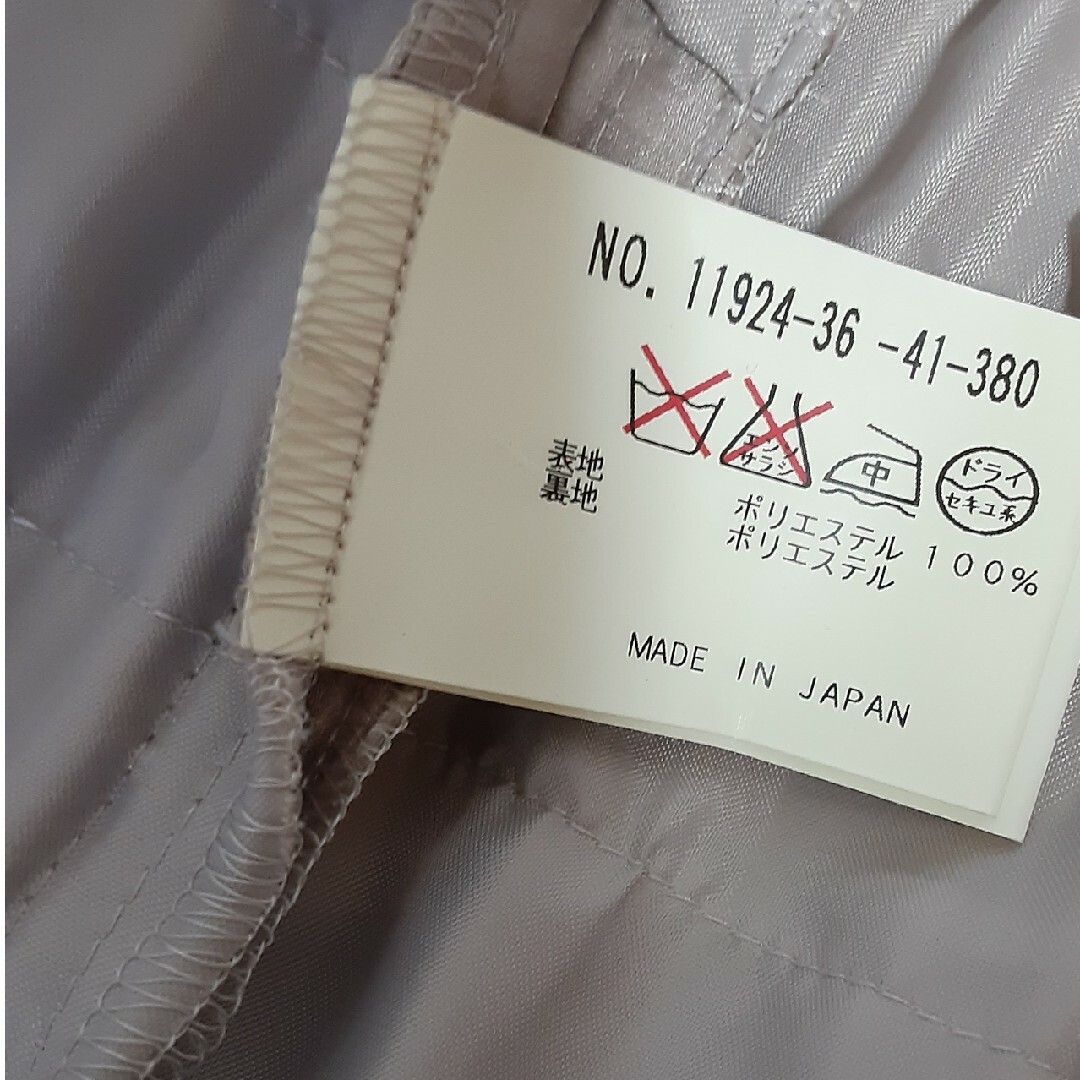 NO. 11924-36 -41-380
エンソ
サラシ
中
ドライ
セキユ系
表地 ポリエステル 100%
裏地 ポリエステル
MADE IN JAPAN